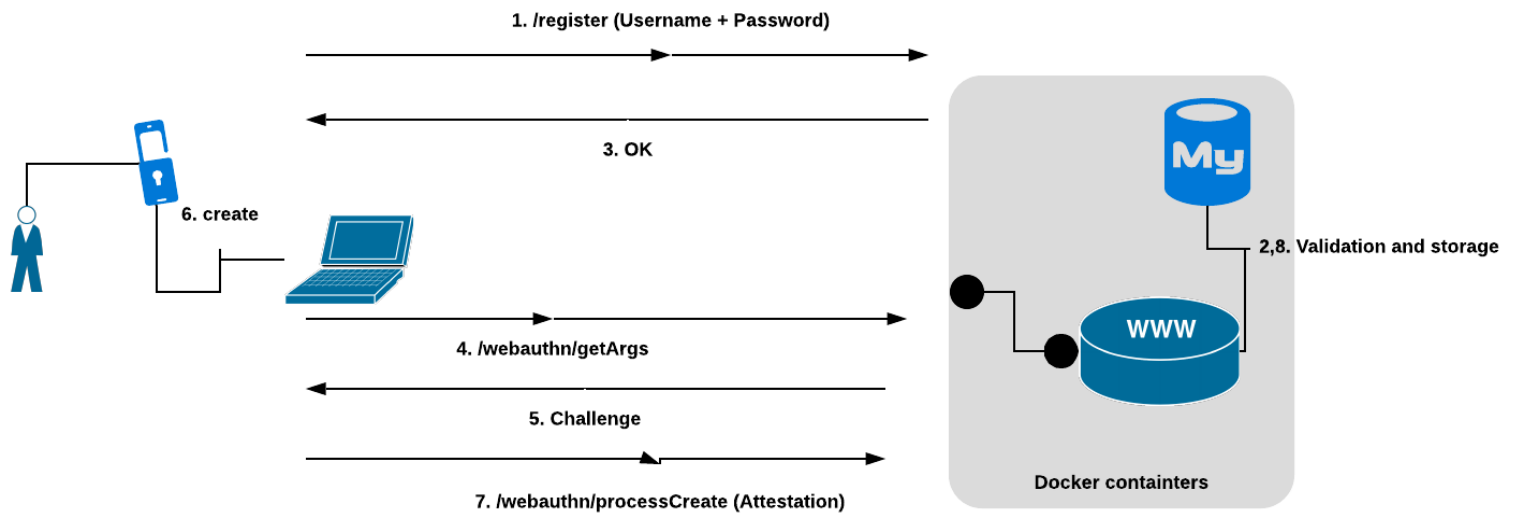 1. /register (Username + Password)
3. OK
My
6. create
2,8. Validation and storage
WWW
4. /webauthn/getArgs
5. Challenge
Docker containters
7. /webauthn/processCreate (Attestation)